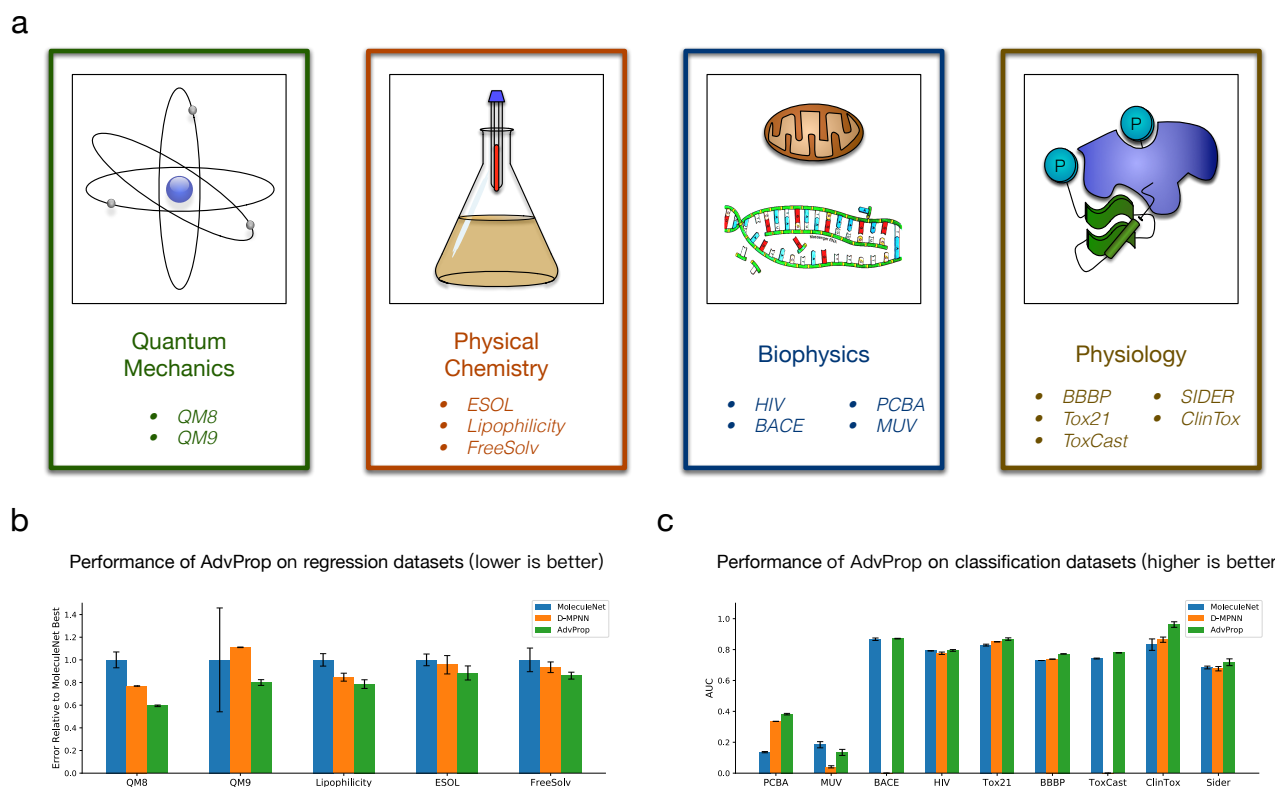 a
P
P
Messenger RNA
Quantum
Mechanics
• QM8
• QM9
Physical
Chemistry
• ESOL
• Lipophilicity
• FreeSolv
Biophysics
• HIV
• BACE
• PCBA
• MUV
Physiology
• BBBP
• Tox21
• ToxCast
• SIDER
• ClinTox
b
Performance of AdvProp on regression datasets (lower is better)
Error Relative to MoleculeNet Best
1.4
1.2
1.0
0.8
0.6
0.4
0.2
0.0
MoleculeNet
D-MPNN
AdvProp
QM8 QM9 Lipophilicity ESOL FreeSolv
c
Performance of AdvProp on classification datasets (higher is better
AUC
1.0
0.8
0.6
0.4
0.2
0.0
MoleculeNet
D-MPNN
AdvProp
PCBA MUV BACE HIV Tox21 BBBP ToxCast ClinTox Sider